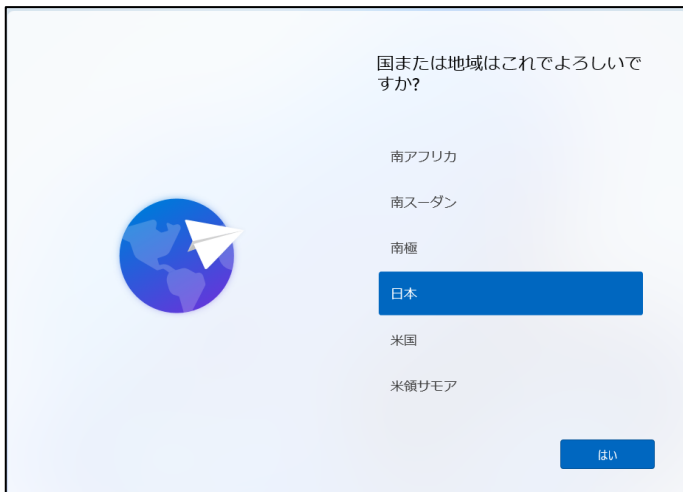 国または地域はこれでよろしいで
すか?
南アフリカ
南スーダン
南極
日本
米国
米領サモア
はい